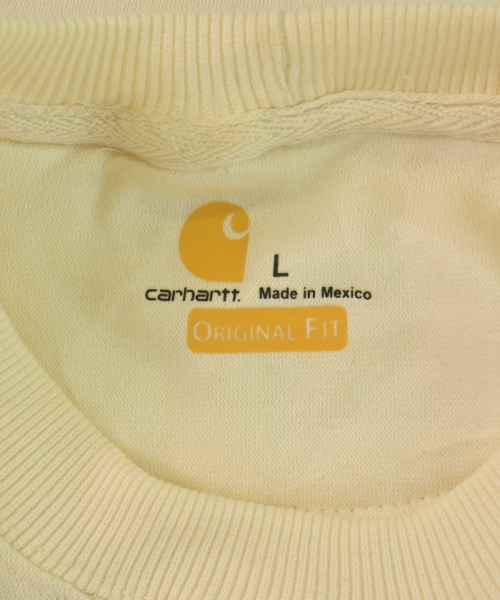 L
carhartt. Made in Mexico
ORIGINAL FIT